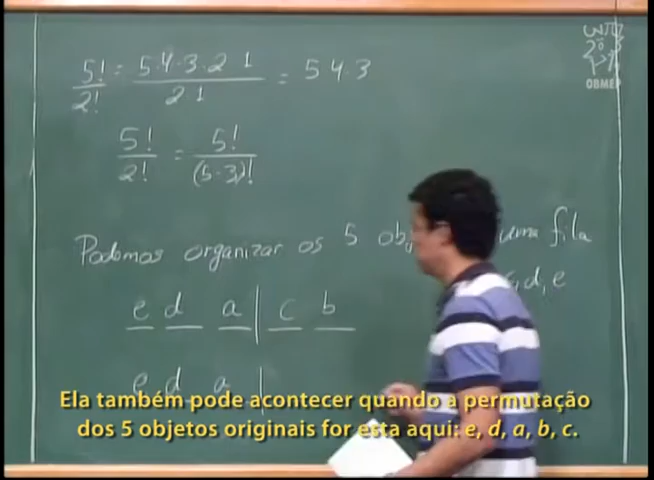 5!/2! = 5·4·3·2·1/2·1 = 5 4·3
OBMEP
5!/2! = 5!/(5-3)!
Podemos organizar os 5 uma fila
d, e
e d a | c b
e d a |
Ela também pode acontecer quando a permutação
dos 5 objetos originais for esta aqui: e, d, a, b, c.